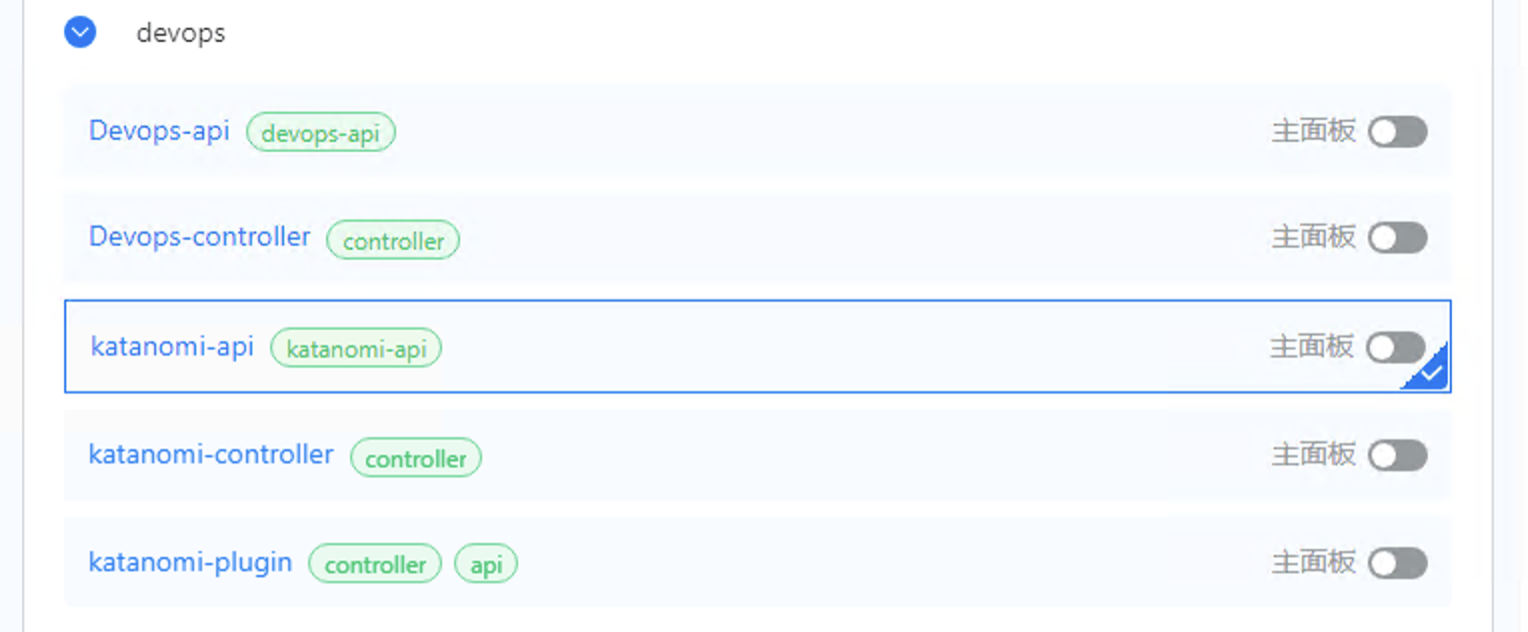 devops
Devops-api devops-api 主面板
Devops-controller controller 主面板
katanomi-api katanomi-api 主面板
katanomi-controller controller 主面板
katanomi-plugin controller api 主面板